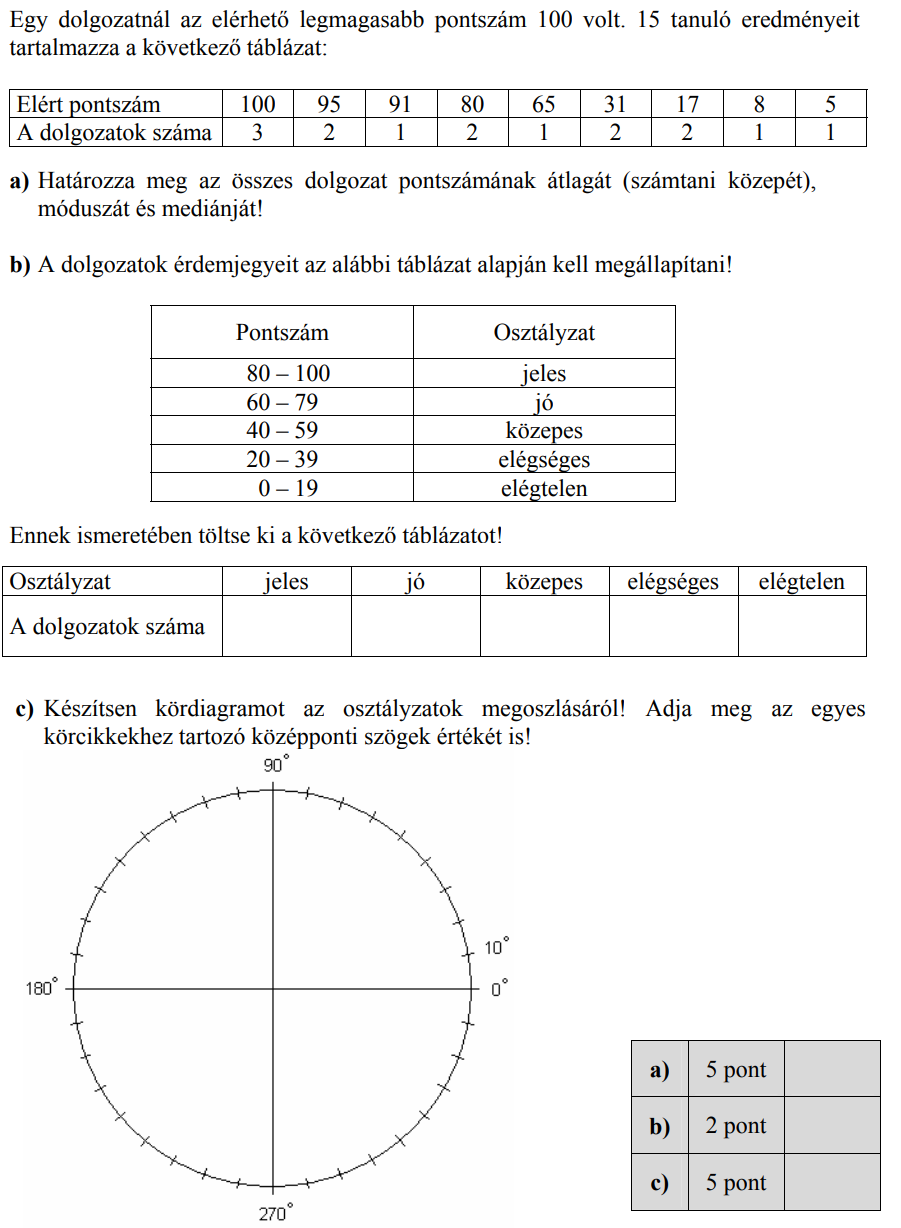 Egy dolgozatnál az elérhető legmagasabb pontszám 100 volt. 15 tanuló eredményeit
tartalmazza a következő táblázat:
Elért pontszám 100 95 91 80 65 31 17 8 5
A dolgozatok száma 3 2 1 2 1 2 2 1 1
a) Határozza meg az összes dolgozat pontszámának átlagát (számtani közepét),
móduszát és mediánját!
b) A dolgozatok érdemjegyeit az alábbi táblázat alapján kell megállapítani!
Pontszám Osztályzat
80 – 100 jeles
60 – 79 jó
40 – 59 közepes
20 – 39 elégséges
0 – 19 elégtelen
Ennek ismeretében töltse ki a következő táblázatot!
Osztályzat jeles jó közepes elégséges elégtelen
A dolgozatok száma
c) Készítsen kördiagramot az osztályzatok megoszlásáról! Adja meg az egyes
körcikkekhez tartozó középponti szögek értékét is!
90°
10°
180° 0°
270°
a) 5 pont
b) 2 pont
c) 5 pont